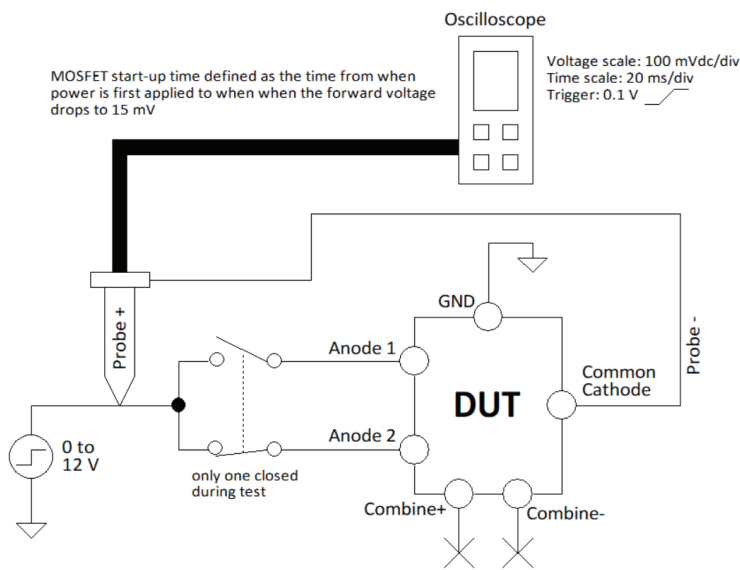 Oscilloscope
Voltage scale: 100 mVdc/div
Time scale: 20 ms/div
Trigger: 0.1 V
MOSFET start-up time defined as the time from when
power is first applied to when when the forward voltage
drops to 15 mV
Probe +
Probe -
GND
Anode 1
Common
Cathode
DUT
Anode 2
0 to
12 V
only one closed
during test
Combine+
Combine-